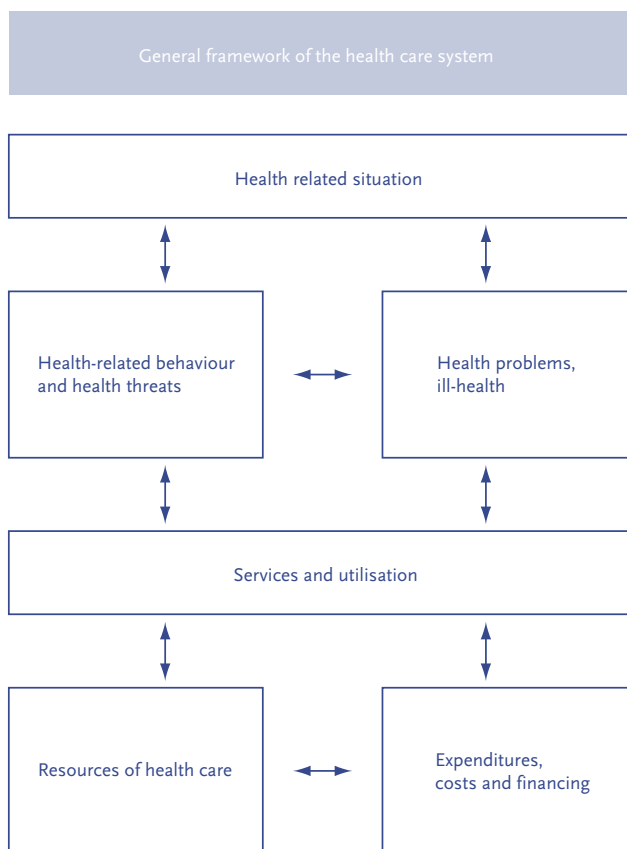 General framework of the health care system
Health related situation
Health-related behaviour
and health threats
Health problems,
ill-health
Services and utilisation
Resources of health care
Expenditures,
costs and financing